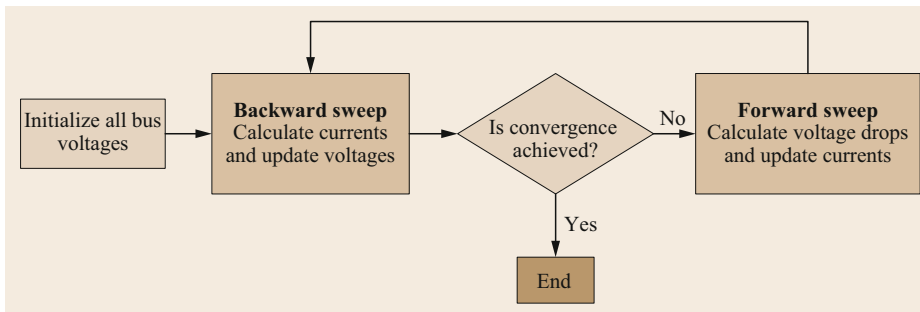 Initialize all bus
voltages
Backward sweep
Calculate currents
and update voltages
Is convergence
achieved?
No
Forward sweep
Calculate voltage drops
and update currents
Yes
End